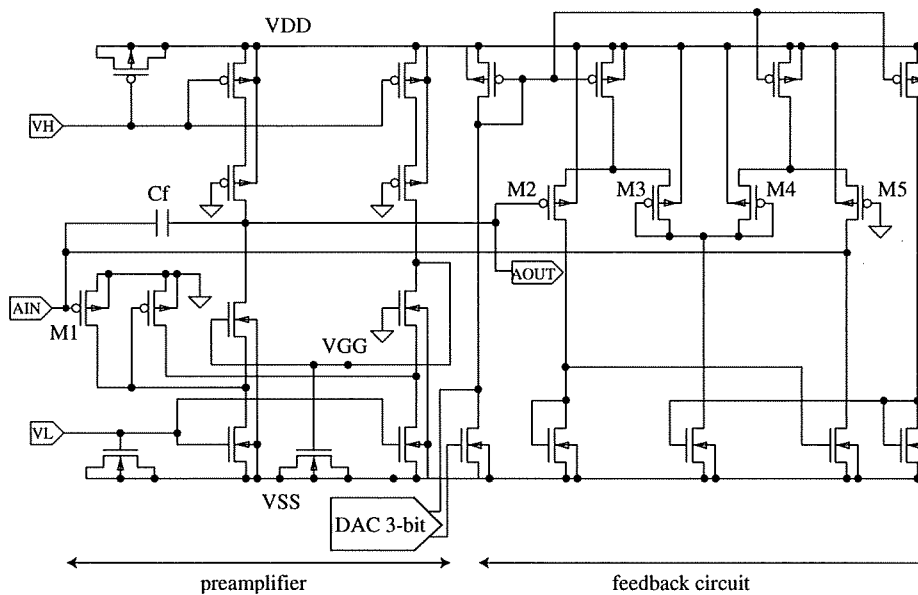 VDD
VH
Cf
M2
M3
M4
M5
AOUT
AIN
M1
VGG
VL
VSS
DAC 3-bit
preamplifier
feedback circuit